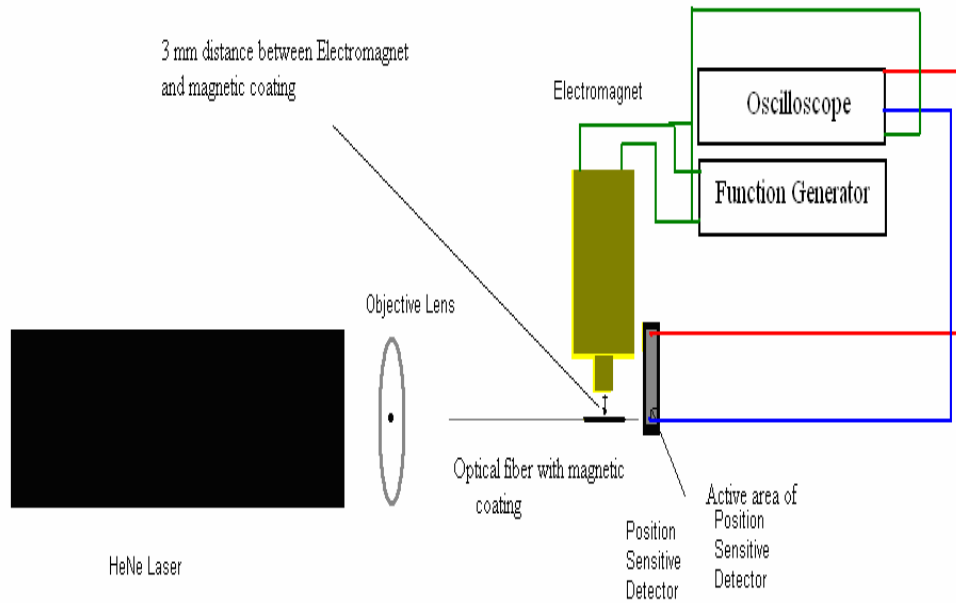 3 mm distance between Electromagnet
and magnetic coating
Electromagnet
Oscilloscope
Function Generator
Objective Lens
Optical fiber with magnetic
coating
HeNe Laser
Position
Sensitive
Detector
Active area of
Position
Sensitive
Detector